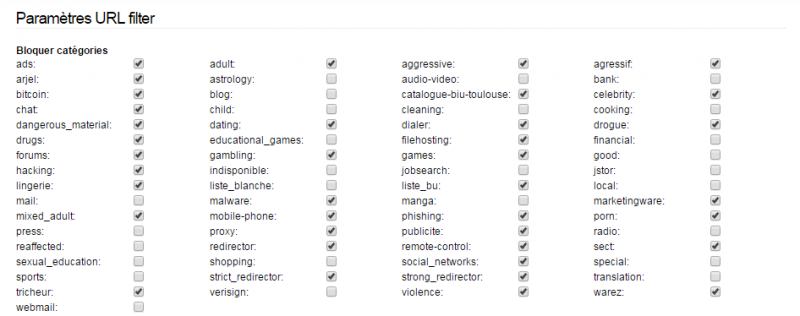 Paramètres URL filter
Bloquer catégories
ads: adult: aggressive: agressif:
arjel: astrology: audio-video: bank:
bitcoin: blog: catalogue-biu-toulouse: celebrity:
chat: child: cleaning: cooking:
dangerous_material: dating: dialer: drogue:
drugs: educational_games: filehosting: financial:
forums: gambling: games: good:
hacking: indisponible: jobsearch: jstor:
lingerie: liste_blanche: liste_bu: local:
mail: malware: manga: marketingware:
mixed_adult: mobile-phone: phishing: porn:
press: proxy: publicite: radio:
reaffected: redirector: remote-control: sect:
sexual_education: shopping: social_networks: special:
sports: strict_redirector: strong_redirector: translation:
tricheur: verisign: violence: warez:
webmail: